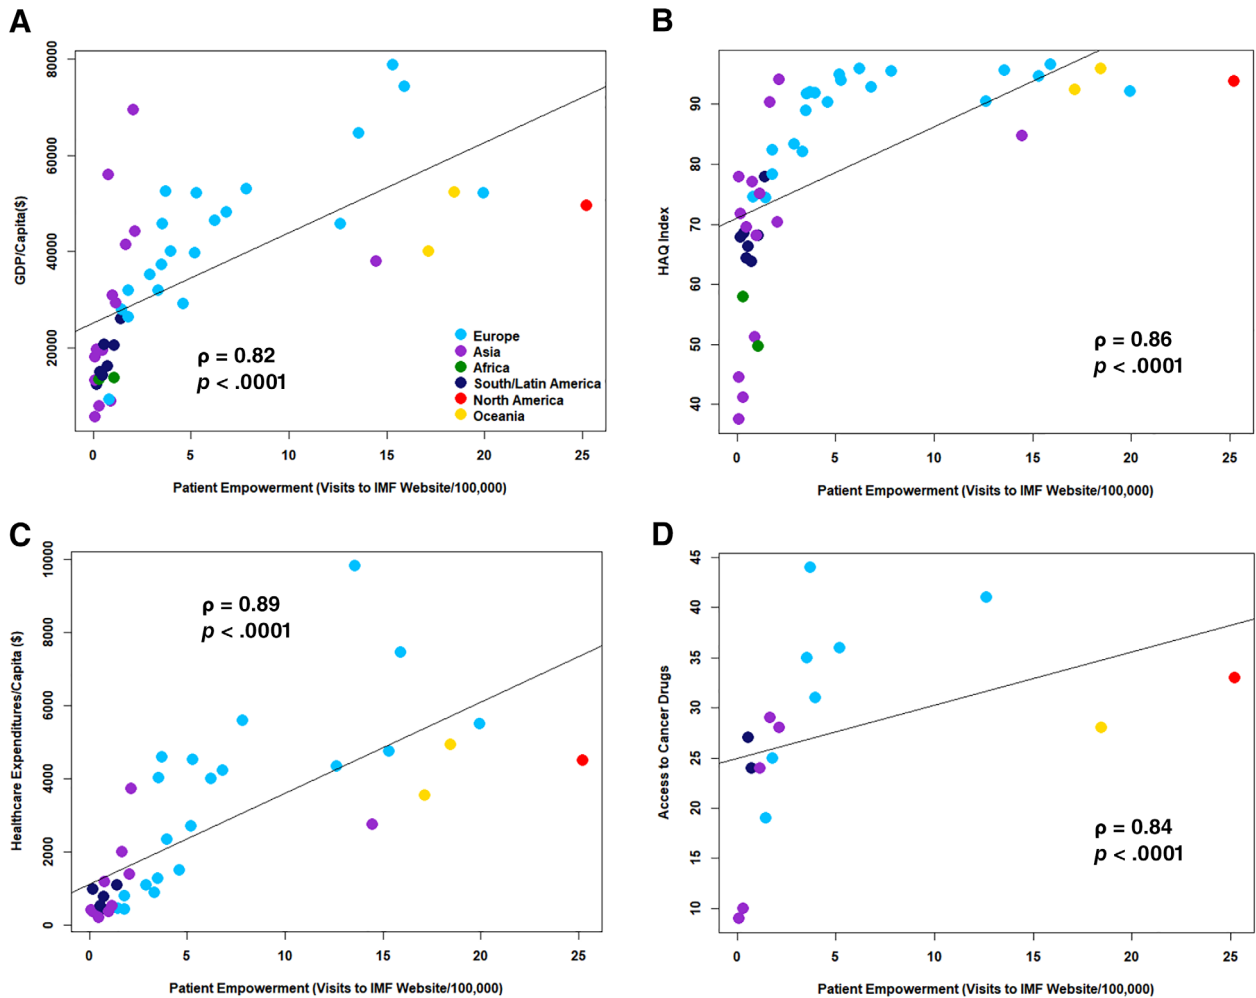 A
GDP/Capita($)
80000
60000
40000
20000
0
5
10
15
20
25
Patient Empowerment (Visits to IMF Website/100,000)
ρ = 0.82
p < .0001
Europe
Asia
Africa
South/Latin America
North America
Oceania
B
HAQ Index
90
80
70
60
50
40
0
5
10
15
20
25
Patient Empowerment (Visits to IMF Website/100,000)
ρ = 0.86
p < .0001
C
Healthcare Expenditures/Capita ($)
10000
8000
6000
4000
2000
0
0
5
10
15
20
25
Patient Empowerment (Visits to IMF Website/100,000)
ρ = 0.89
p < .0001
D
Access to Cancer Drugs
45
40
35
30
25
20
15
10
0
5
10
15
20
25
Patient Empowerment (Visits to IMF Website/100,000)
ρ = 0.84
p < .0001